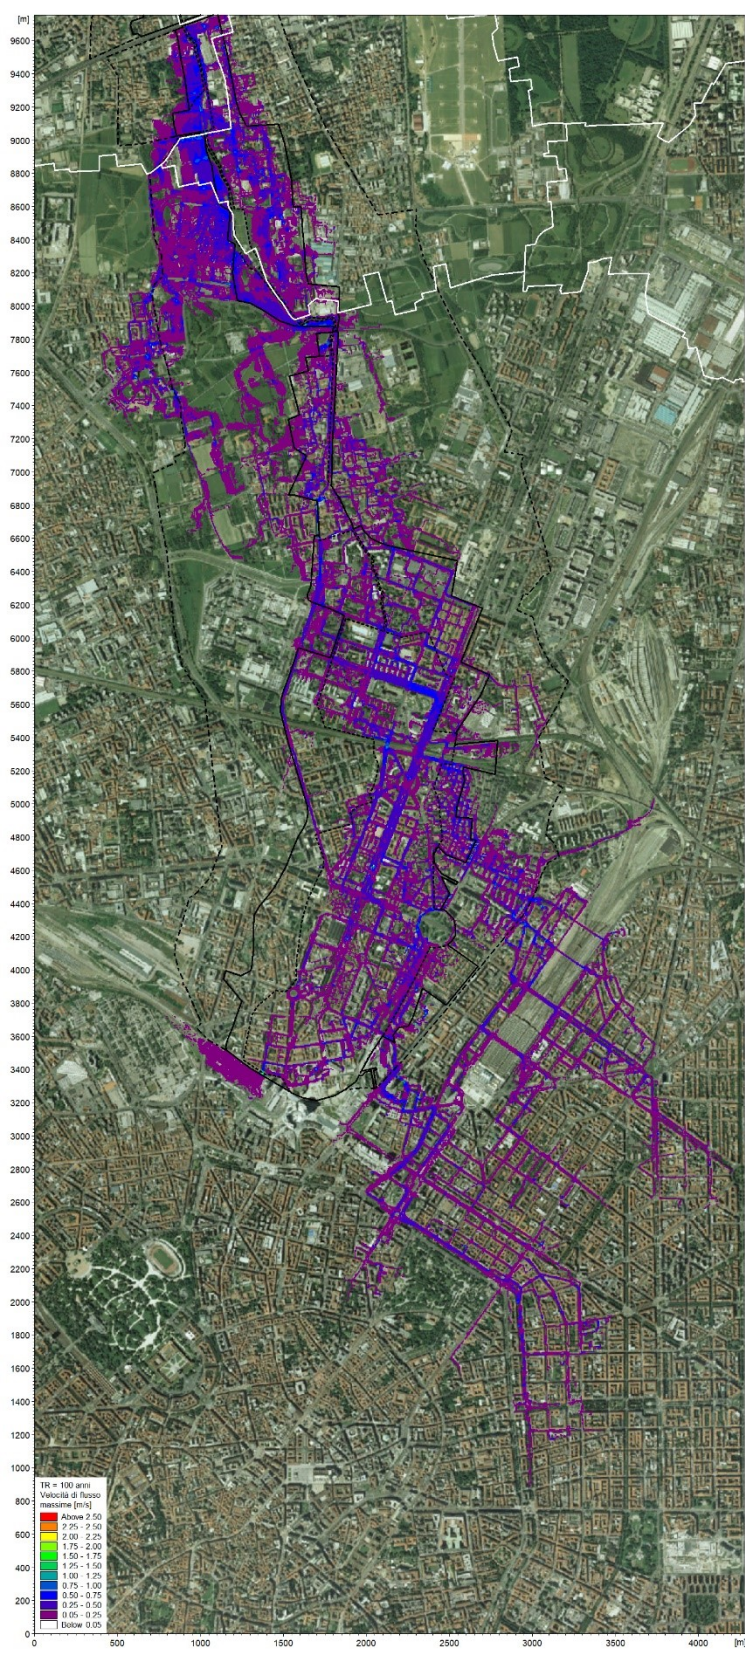 [m]
9600
9400
9200
9000
8800
8600
8400
8200
8000
7800
7600
7400
7200
7000
6800
6600
6400
6200
6000
5800
5600
5400
5200
5000
4800
4600
4400
4200
4000
3800
3600
3400
3200
3000
2800
2600
2400
2200
2000
1800
1600
1400
1200
1000
800
600
400
200
0
TR = 100 anni
Velocità di flusso
massime [m/s]
Above 2.50
2.25 - 2.50
2.00 - 2.25
1.75 - 2.00
1.50 - 1.75
1.25 - 1.50
1.00 - 1.25
0.75 - 1.00
0.50 - 0.75
0.25 - 0.50
0.05 - 0.25
Below 0.05
0 500 1000 1500 2000 2500 3000 3500 4000 [m]